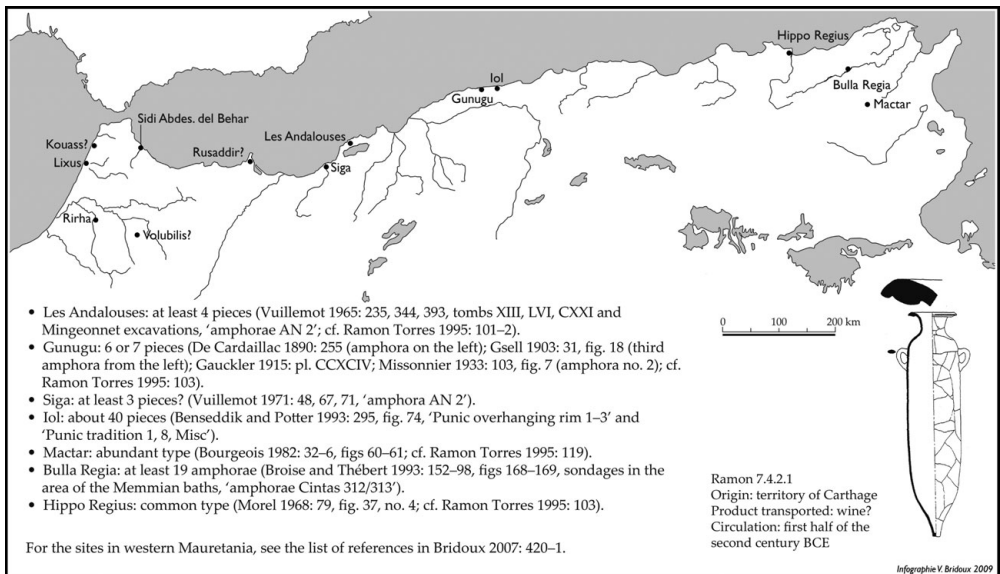 Hippo Regius
Iol
Gunugu
Bulla Regia
Mactar
Sidi Abdes. del Behar
Kouass?
Lixus
Rusaddir?
Les Andalouses
Siga
Rirha
Volubilis?
• Les Andalouses: at least 4 pieces (Vuillemot 1965: 235, 344, 393, tombs XIII, LVI, CXXI and
Mingeonnet excavations, ‘amphorae AN 2’; cf. Ramon Torres 1995: 101–2).
• Gunugu: 6 or 7 pieces (De Cardaillac 1890: 255 (amphora on the left); Gsell 1903: 31, fig. 18 (third
amphora from the left); Gauckler 1915: pl. CCXCIV; Missonnier 1933: 103, fig. 7 (amphora no. 2); cf.
Ramon Torres 1995: 103).
• Siga: at least 3 pieces? (Vuillemot 1971: 48, 67, 71, ‘amphora AN 2’).
• Iol: about 40 pieces (Benseddik and Potter 1993: 295, fig. 74, ‘Punic overhanging rim 1–3’ and
‘Punic tradition 1, 8, Misc’).
• Mactar: abundant type (Bourgeois 1982: 32–6, figs 60–61; cf. Ramon Torres 1995: 119).
• Bulla Regia: at least 19 amphorae (Broise and Thébert 1993: 152–98, figs 168–169, sondages in the
area of the Memmian baths, ‘amphorae Cintas 312/313’).
• Hippo Regius: common type (Morel 1968: 79, fig. 37, no. 4; cf. Ramon Torres 1995: 103).
For the sites in western Mauretania, see the list of references in Bridoux 2007: 420–1.
0 100 200 km
Ramon 7.4.2.1
Origin: territory of Carthage
Product transported: wine?
Circulation: first half of the
second century BCE
Infographie V. Bridoux 2009